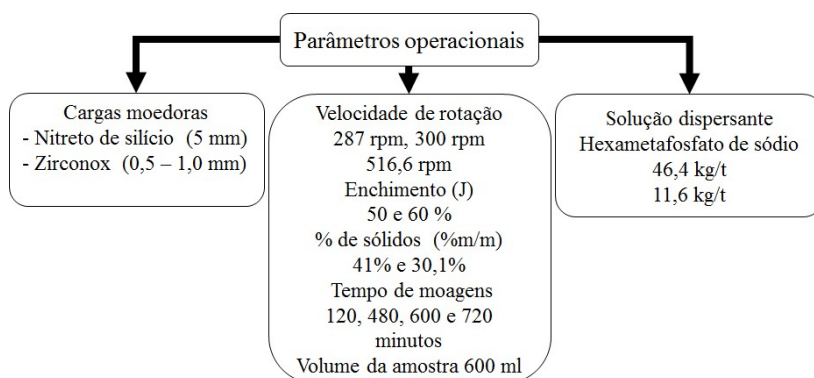 Parâmetros operacionais
Cargas moedoras
- Nitreto de silício (5 mm)
- Zirconox (0,5 – 1,0 mm)
Velocidade de rotação
287 rpm, 300 rpm
516,6 rpm
Enchimento (J)
50 e 60 %
% de sólidos (%m/m)
41% e 30,1%
Tempo de moagens
120, 480, 600 e 720
minutos
Volume da amostra 600 ml
Solução dispersante
Hexametafosfato de sódio
46,4 kg/t
11,6 kg/t